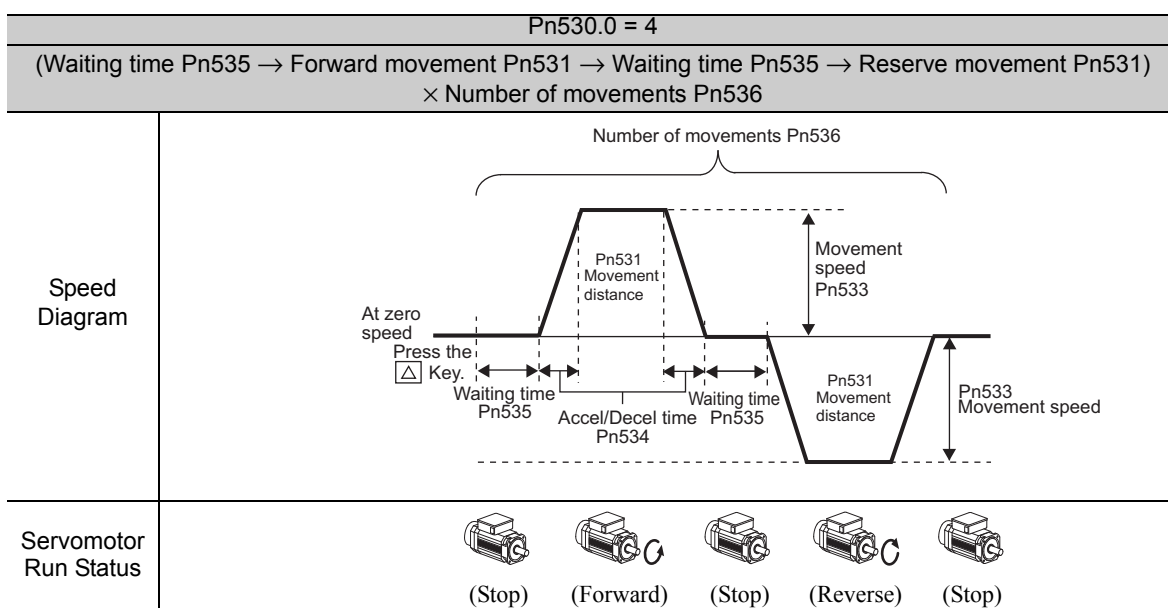 Pn530.0 = 4
(Waiting time Pn535 → Forward movement Pn531 → Waiting time Pn535 → Reserve movement Pn531)
× Number of movements Pn536
Speed
Diagram
Number of movements Pn536
Pn531
Movement
distance
Movement
speed
Pn533
At zero
speed
Press the
△ Key.
Waiting time
Pn535
Accel/Decel time
Pn534
Waiting time
Pn535
Pn531
Movement
distance
Pn533
Movement speed
Servomotor
Run Status
(Stop) (Forward) (Stop) (Reverse) (Stop)